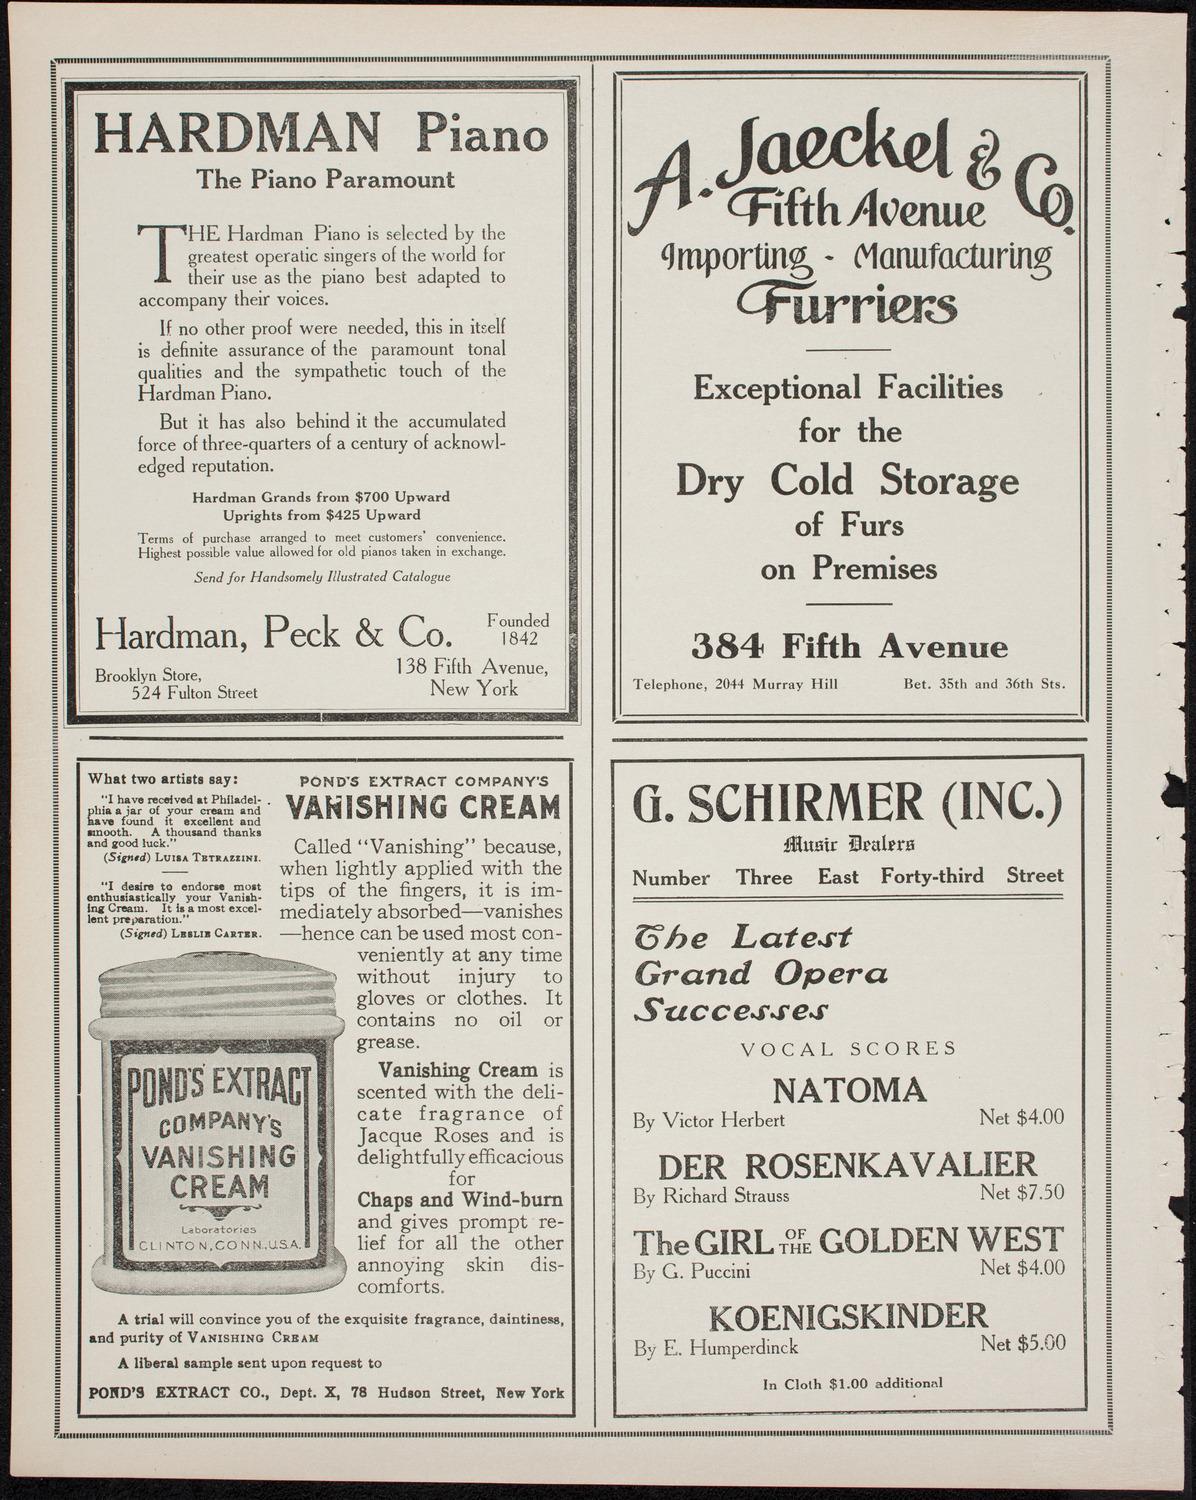 HARDMAN Piano
The Piano Paramount
THE Hardman Piano is selected by the
greatest operatic singers of the world for
their use as the piano best adapted to
accompany their voices.
If no other proof were needed, this in itself
is definite assurance of the paramount tonal
qualities and the sympathetic touch of the
Hardman Piano.
But it has also behind it the accumulated
force of three-quarters of a century of acknowl-
edged reputation.
Hardman Grands from $700 Upward
Uprights from $425 Upward
Terms of purchase arranged to meet customers' convenience.
Highest possible value allowed for old pianos taken in exchange.
Send for Handsomely Illustrated Catalogue
Hardman, Peck & Co. Founded 1842
Brooklyn Store,
524 Fulton Street
138 Fifth Avenue,
New York
A. Jaeckel & Co.
Fifth Avenue
Importing - Manufacturing
Furriers
Exceptional Facilities
for the
Dry Cold Storage
of Furs
on Premises
384 Fifth Avenue
Telephone, 2044 Murray Hill Bet. 35th and 36th Sts.
What two artists say:
"I have received at Philadel-
phia a jar of your cream and
have found it excellent and
smooth. A thousand thanks
and good luck."
(Signed) LUISA TETRAZZINI.
"I desire to endorse most
enthusiastically your Vanish-
ing Cream. It is a most excel-
lent preparation."
(Signed) LESLIE CARTER.
POND'S EXTRACT COMPANY'S
VANISHING CREAM
Called "Vanishing" because,
when lightly applied with the
tips of the fingers, it is im-
mediately absorbed—vanishes
—hence can be used most con-
veniently at any time
without injury to
gloves or clothes. It
contains no oil or
grease.
Vanishing Cream is
scented with the deli-
cate fragrance of
Jacque Roses and is
delightfully efficacious
for
Chaps and Wind-burn
and gives prompt re-
lief for all the other
annoying skin dis-
comforts.
POND'S EXTRACT
COMPANY'S
VANISHING
CREAM
Laboratories
CLINTON, CONN., U.S.A.
A trial will convince you of the exquisite fragrance, daintiness,
and purity of VANISHING CREAM
A liberal sample sent upon request to
POND'S EXTRACT CO., Dept. X, 78 Hudson Street, New York
G. SCHIRMER (INC.)
Music Dealers
Number Three East Forty-third Street
The Latest
Grand Opera
Successes
VOCAL SCORES
NATOMA
By Victor Herbert Net $4.00
DER ROSENKAVALIER
By Richard Strauss Net $7.50
The GIRL OF THE GOLDEN WEST
By G. Puccini Net $4.00
KOENIGSKINDER
By E. Humperdinck Net $5.00
In Cloth $1.00 additional